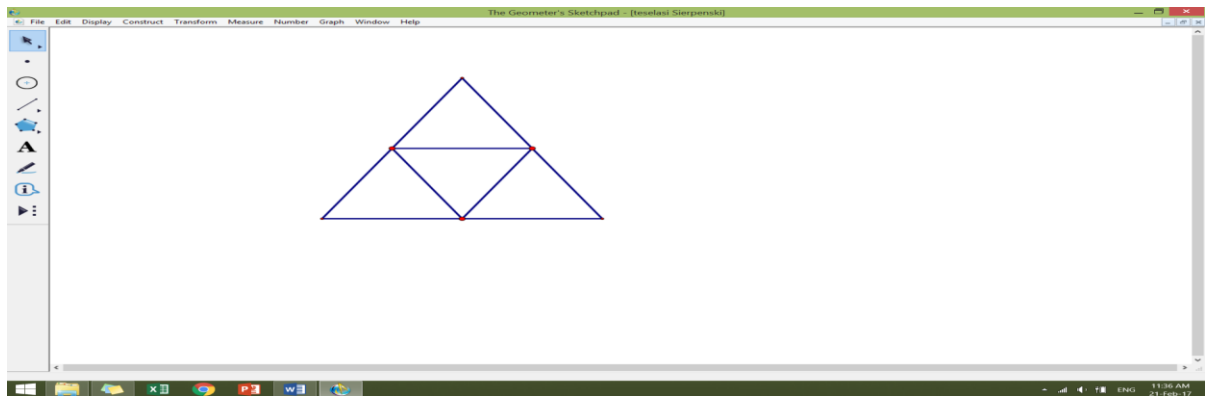 The Geometer's Sketchpad - [teselasi Sierpenski]
File Edit Display Construct Transform Measure Number Graph Window Help
A
ENG 11:36 AM
21-Feb-17